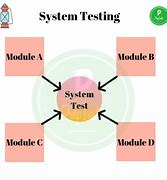 System Testing
P
Module A
Module B
System
Test
Module C
Module D